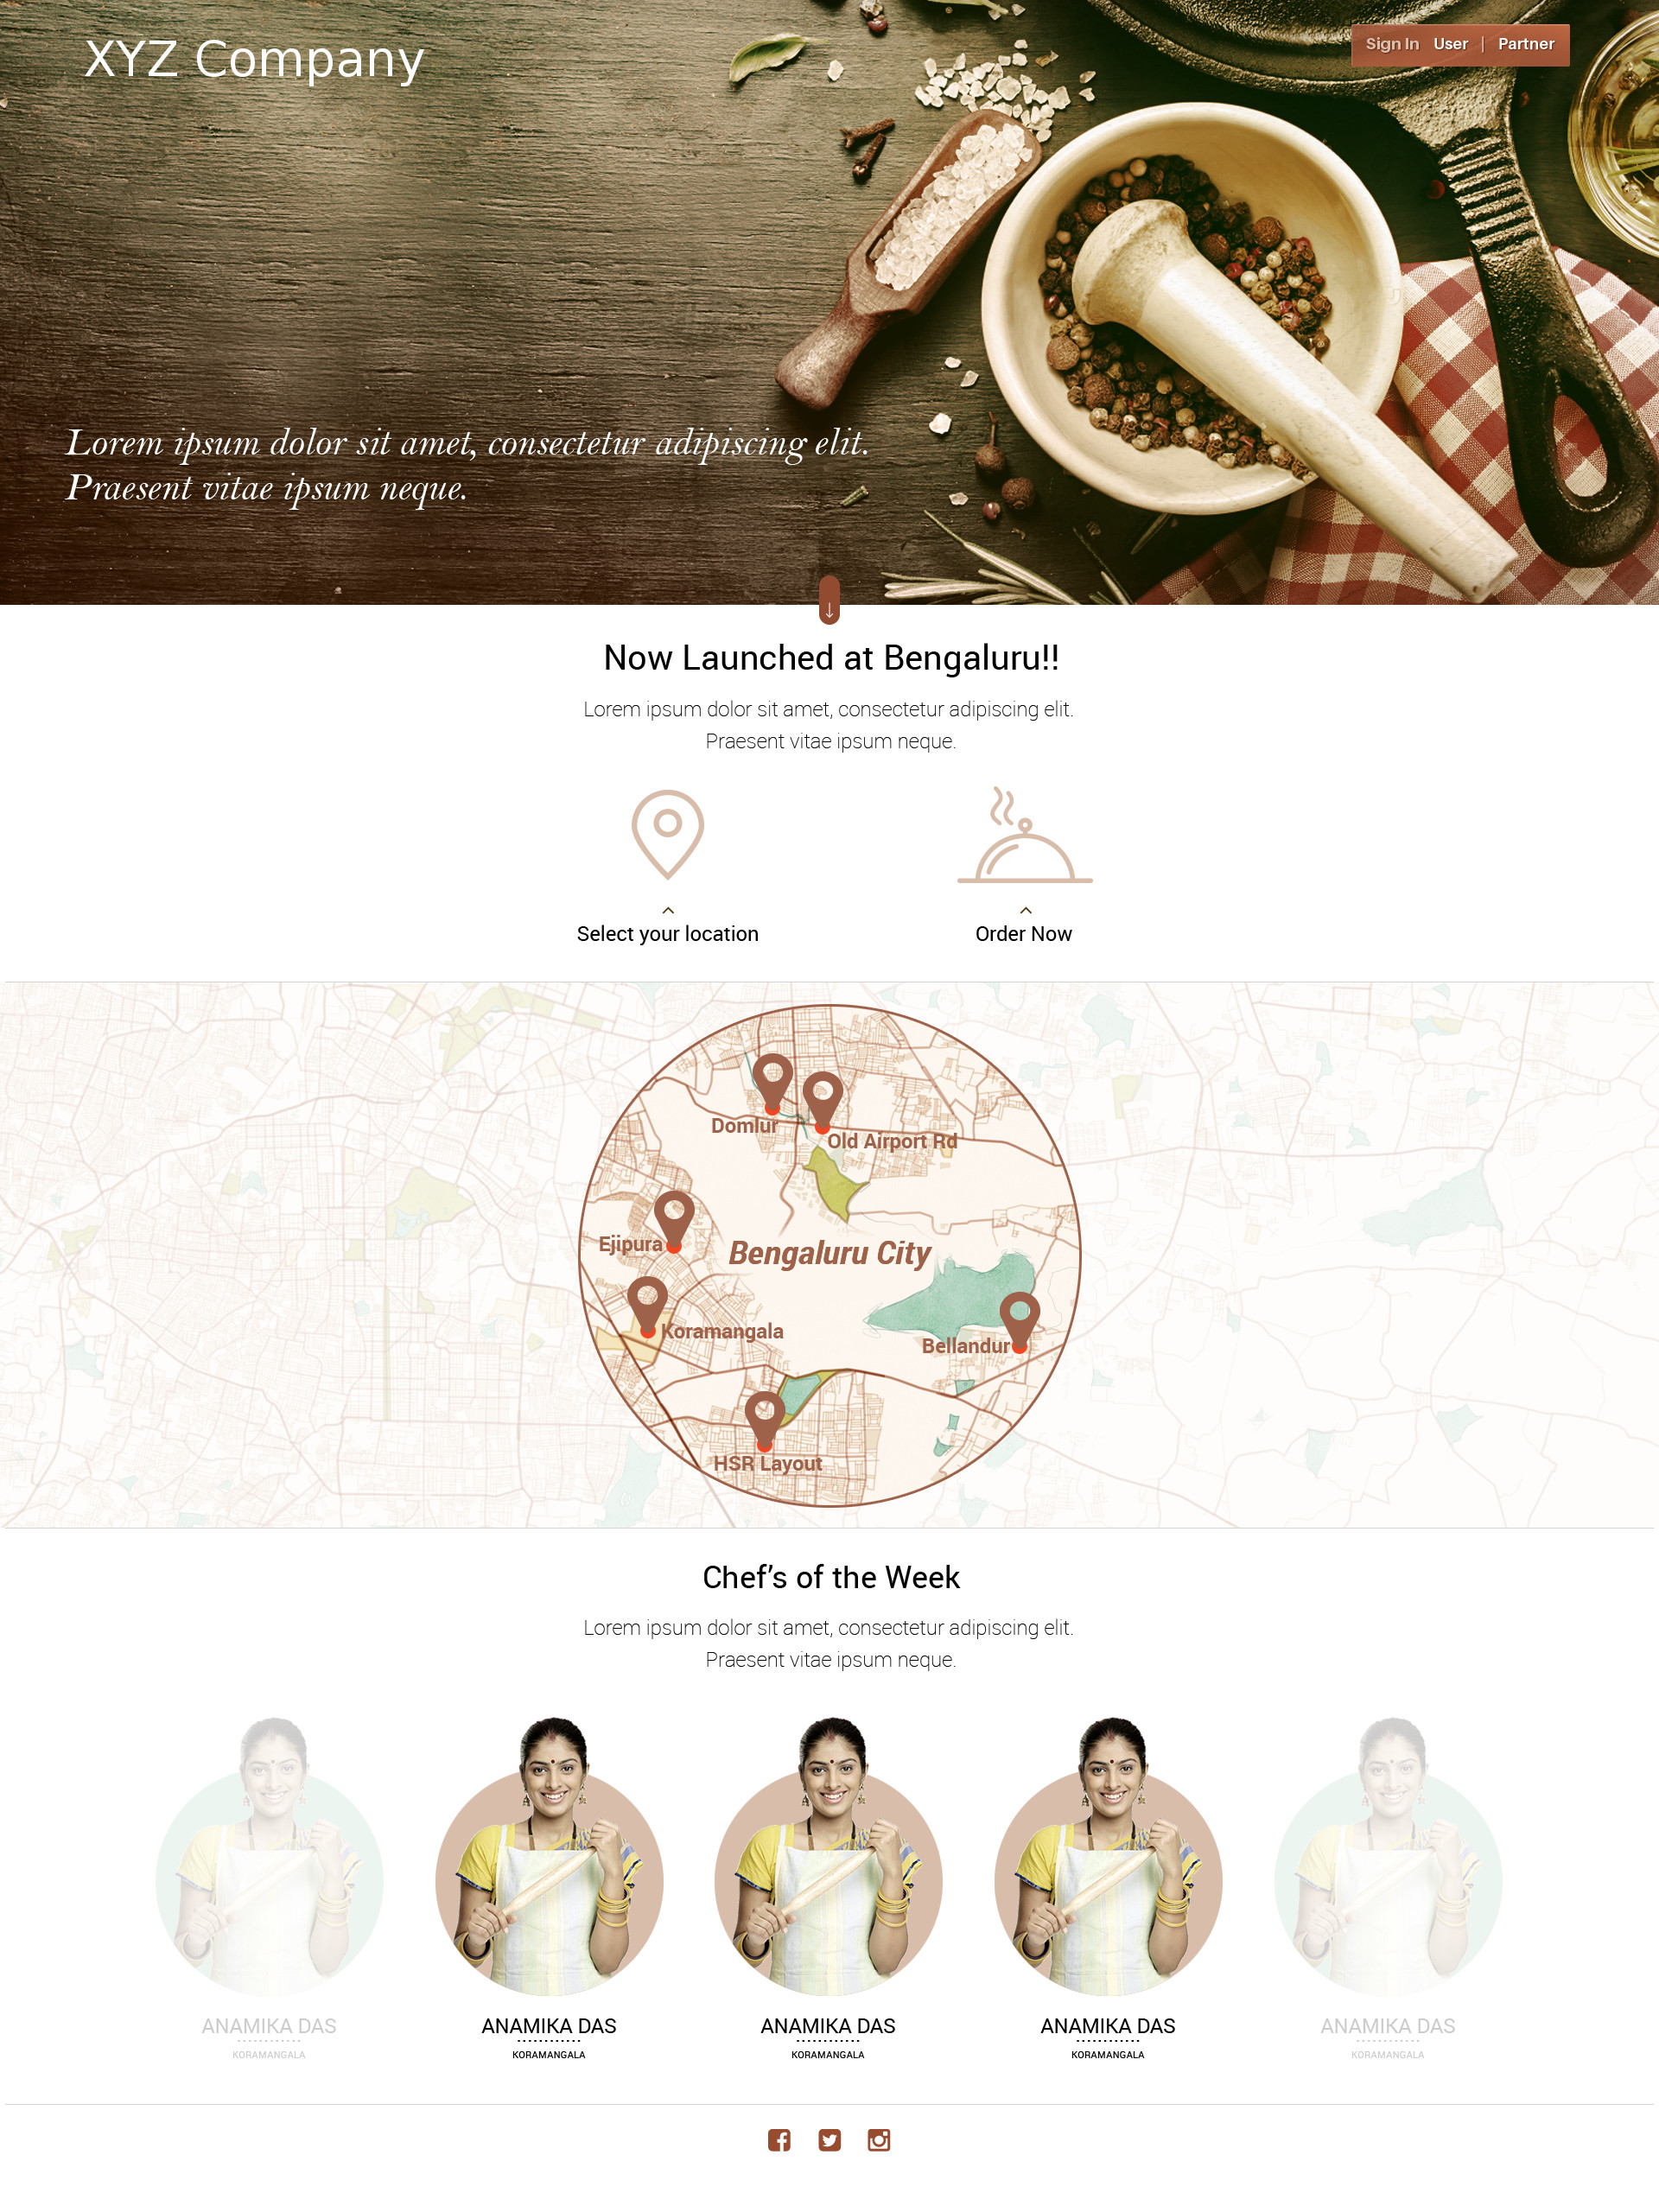 XYZ Company
Sign In User | Partner
Lorem ipsum dolor sit amet, consectetur adipiscing elit.
Praesent vitae ipsum neque.
Now Launched at Bengaluru!!
Lorem ipsum dolor sit amet, consectetur adipiscing elit.
Praesent vitae ipsum neque.
Select your location
Order Now
Domlur
Old Airport Rd
Ejipura
Bengaluru City
Koramangala
Bellandur
HSR Layout
Chef’s of the Week
Lorem ipsum dolor sit amet, consectetur adipiscing elit.
Praesent vitae ipsum neque.
ANAMIKA DAS
KORAMANGALA
ANAMIKA DAS
KORAMANGALA
ANAMIKA DAS
KORAMANGALA
ANAMIKA DAS
KORAMANGALA
ANAMIKA DAS
KORAMANGALA